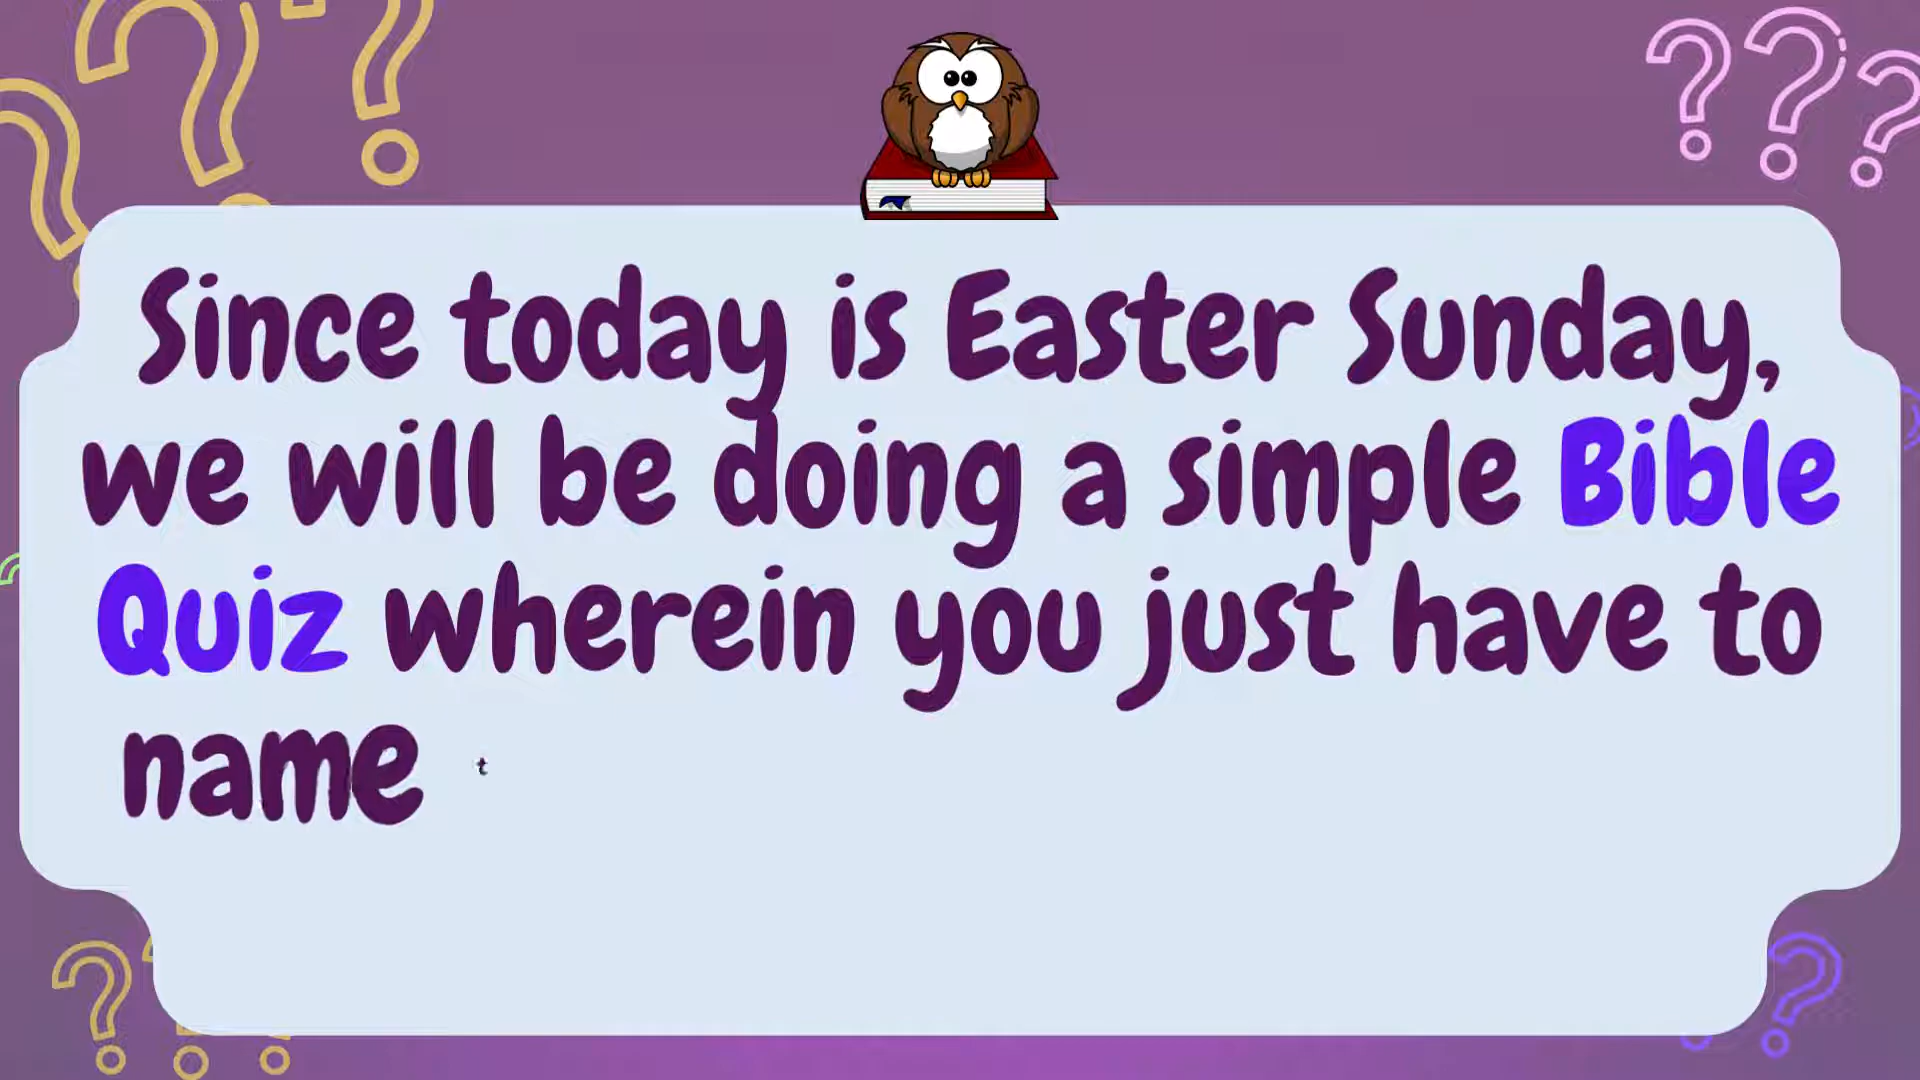 Since today is Easter Sunday,
we will be doing a simple Bible
Quiz wherein you just have to
name t